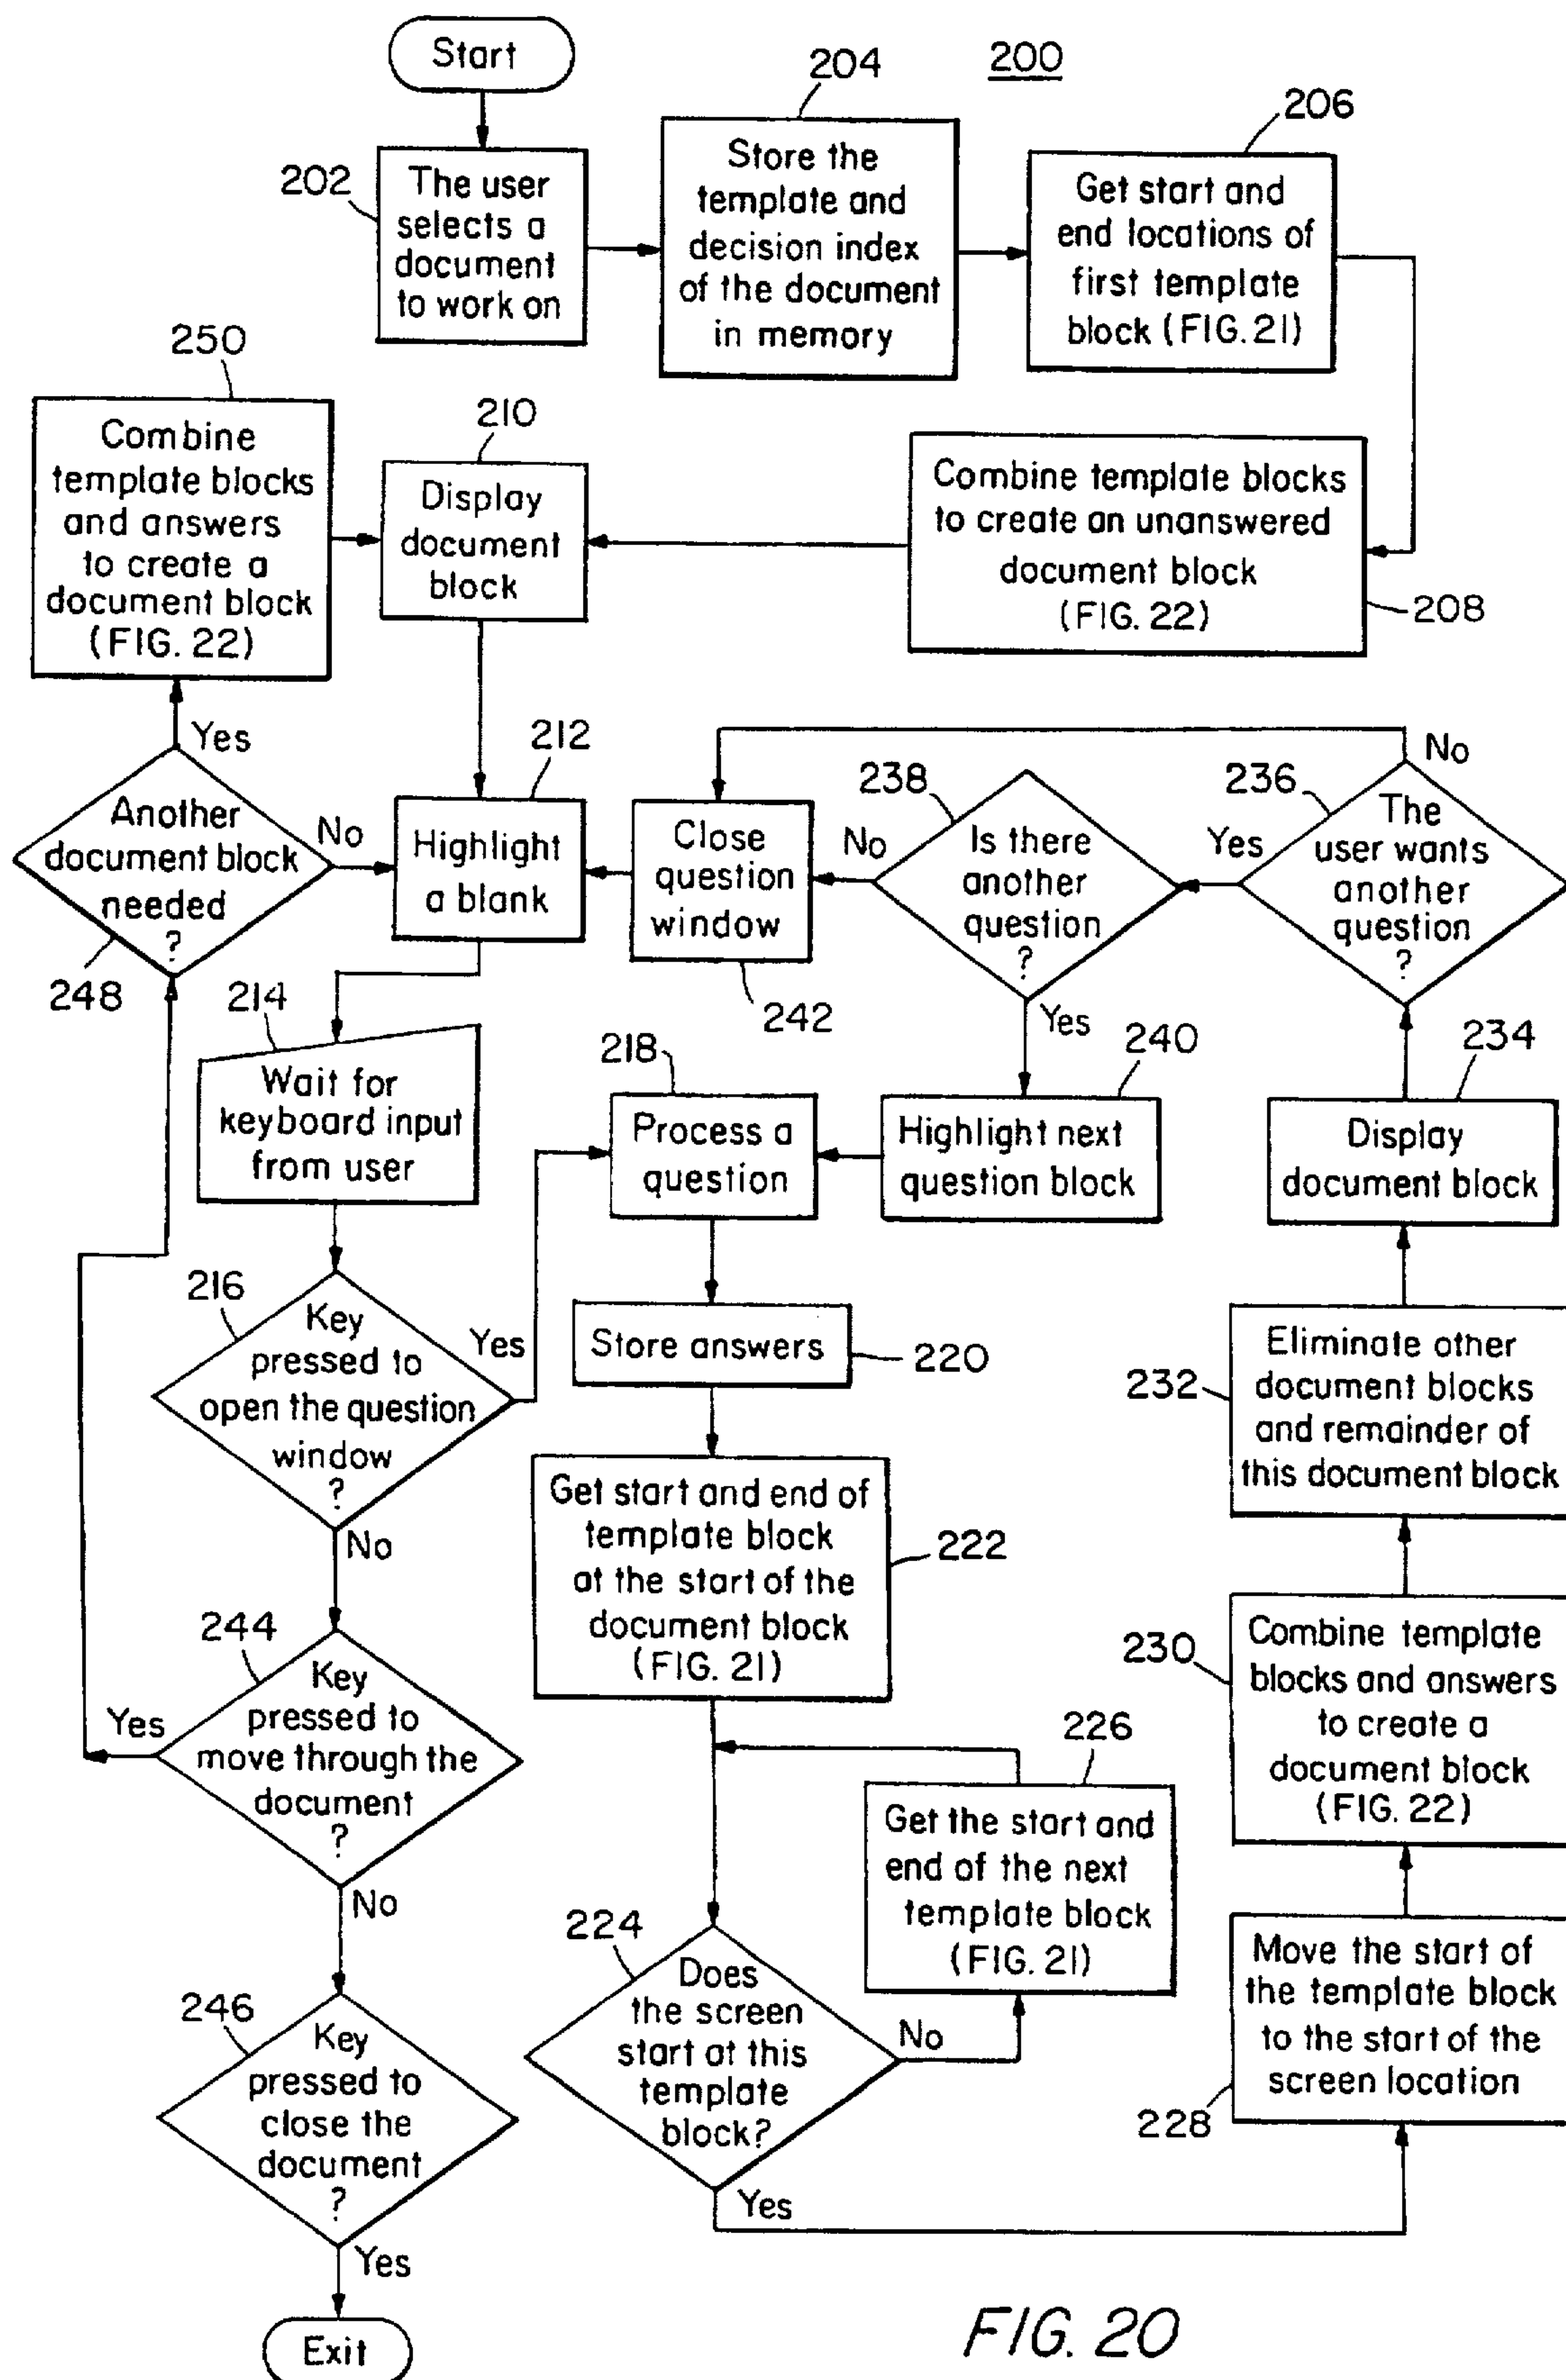 Start
200
202
The user
selects a
document
to work on
204
Store the
template and
decision index
of the document
in memory
206
Get start and
end locations of
first template
block (FIG. 21)
250
Combine
template blocks
and answers
to create a
document block
(FIG. 22)
210
Display
document
block
Combine template blocks
to create an unanswered
document block
(FIG. 22)
208
Yes
Another
document block
needed
?
248
No
212
Highlight
a blank
Close
question
window
242
No
238
Is there
another
question
?
Yes
Yes
236
The
user wants
another
question
?
No
214
Wait for
keyboard input
from user
218
Process a
question
240
Highlight next
question block
234
Display
document block
216
Key
pressed to
open the question
window
?
Yes
No
Store answers
220
232
Eliminate other
document blocks
and remainder of
this document block
Get start and end of
template block
at the start of the
document block
(FIG. 21)
222
244
Key
pressed to
move through the
document
?
Yes
No
230
Combine template
blocks and answers
to create a
document block
(FIG. 22)
226
Get the start and
end of the next
template block
(FIG. 21)
224
Does
the screen
start at this
template
block?
No
Yes
Move the start of
the template block
to the start of the
screen location
228
246
Key
pressed to
close the
document
?
Yes
Exit
FIG. 20